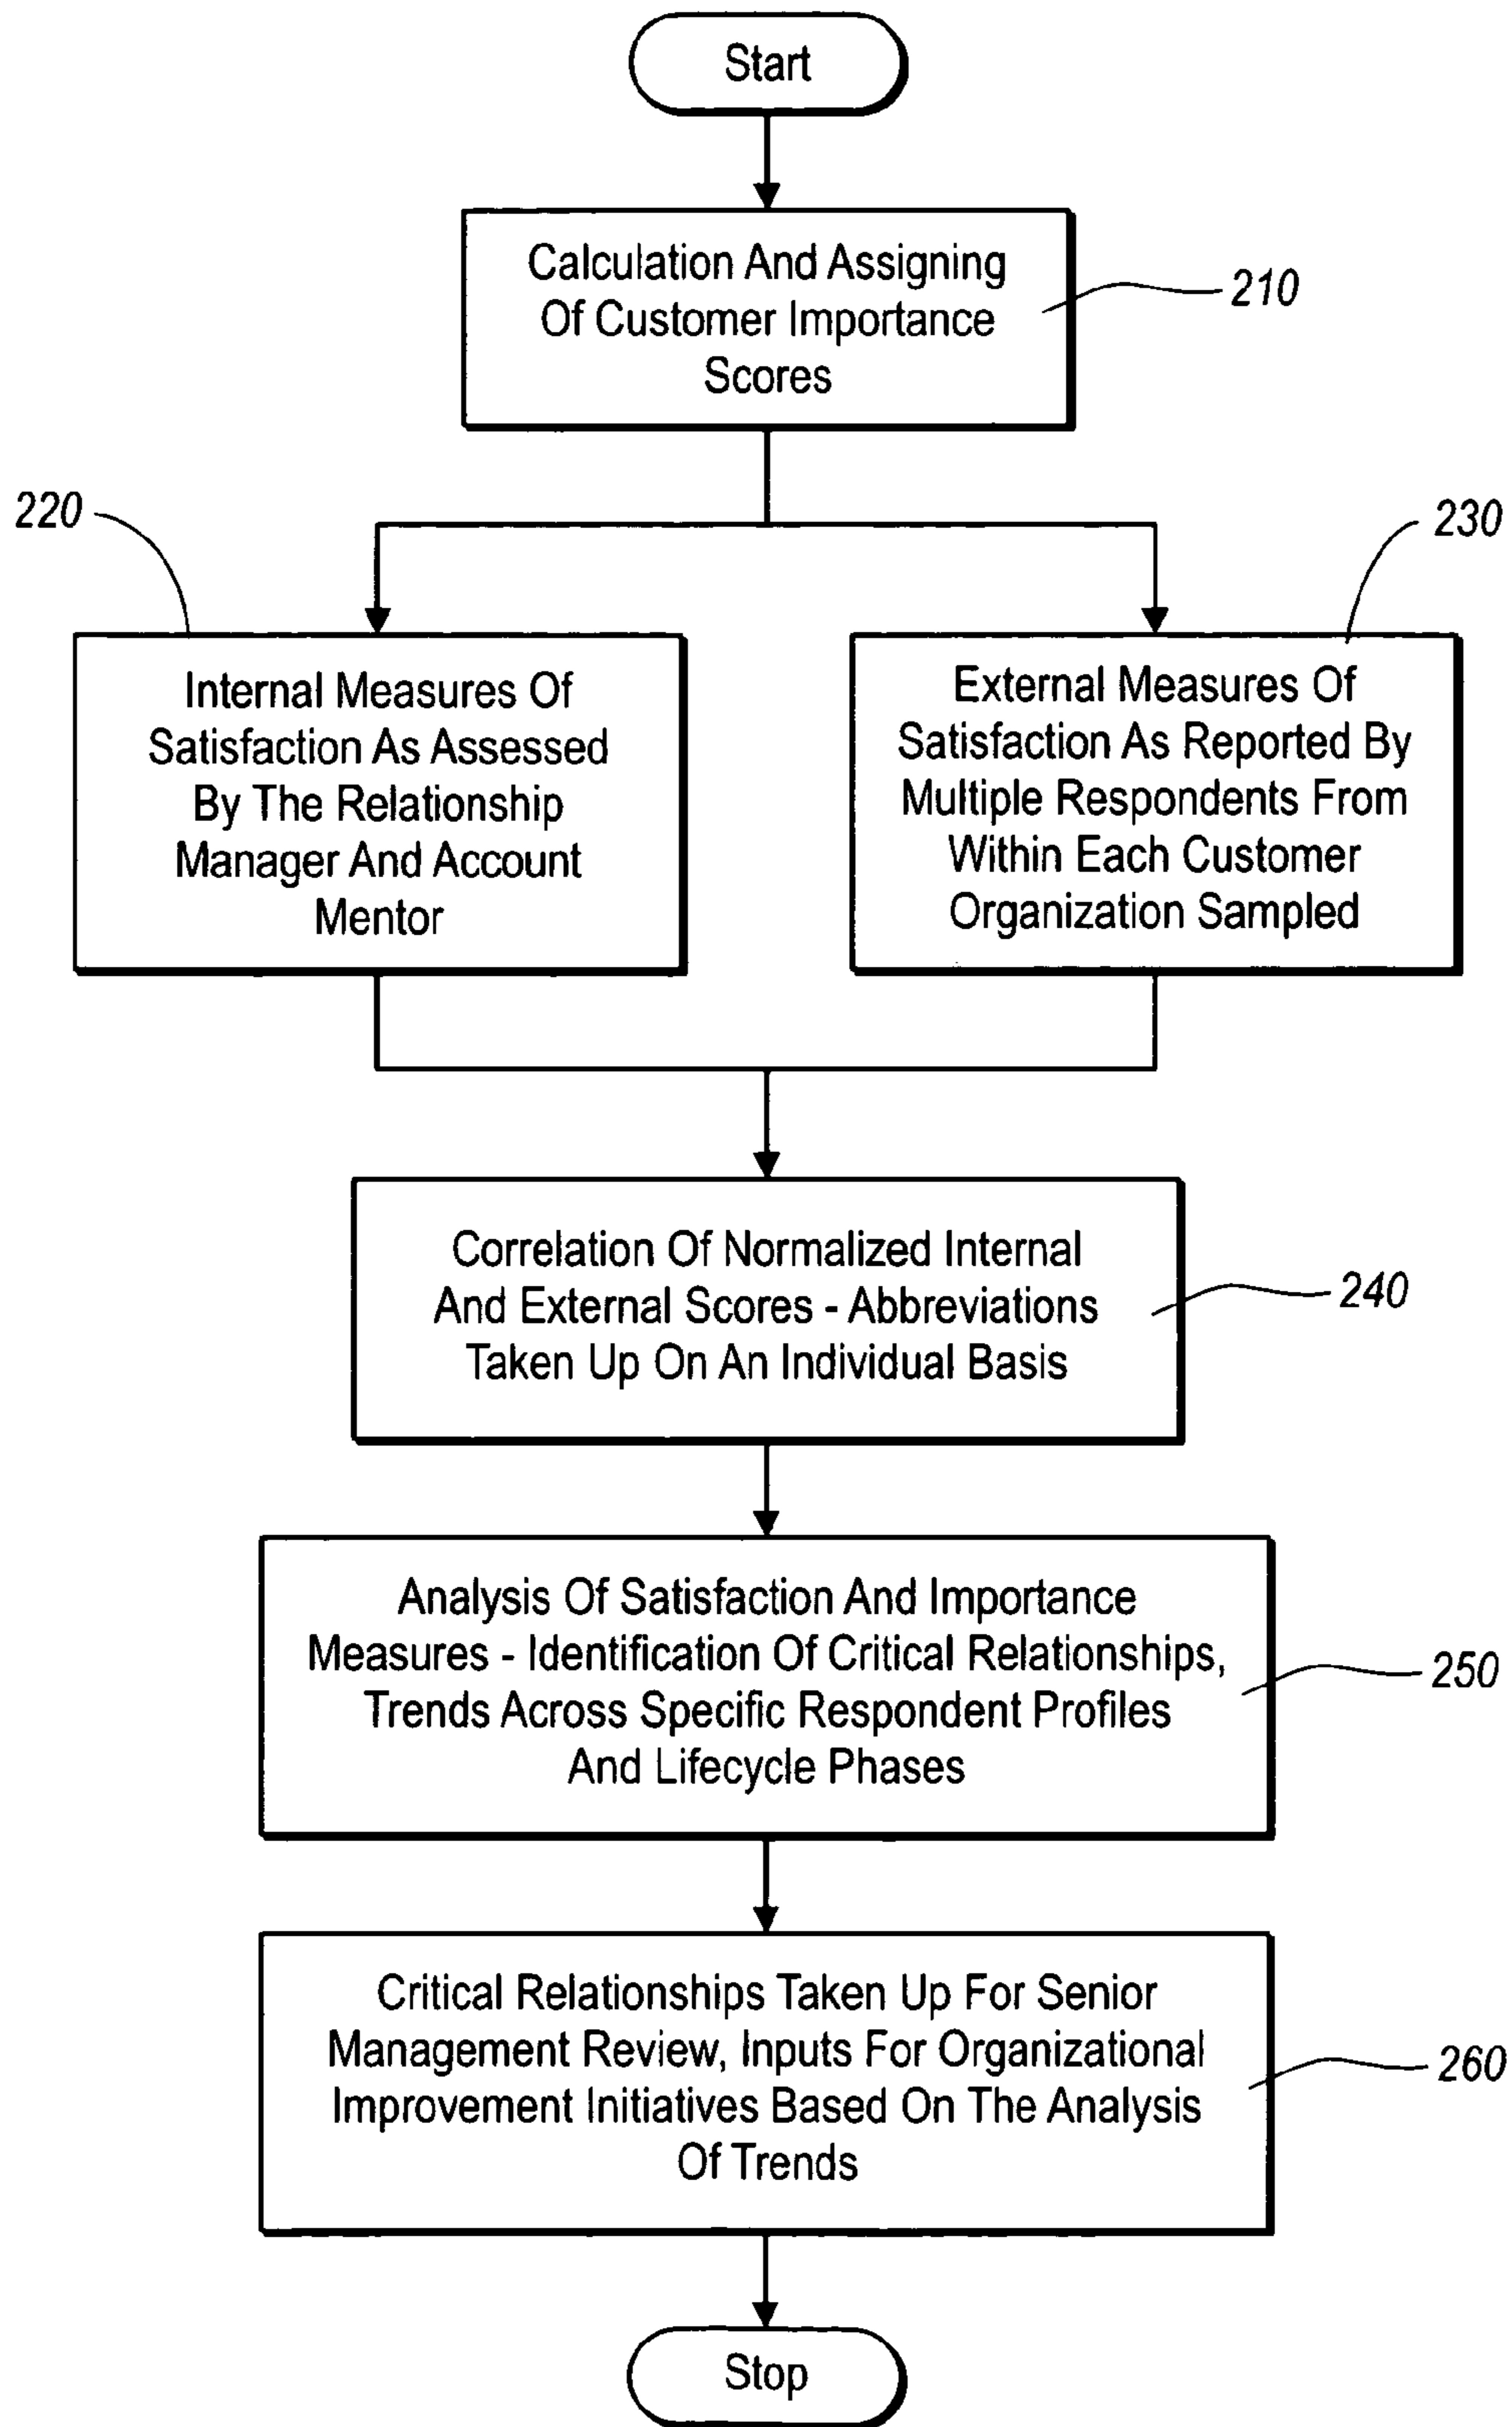 Start
Calculation And Assigning
Of Customer Importance
Scores
210
220
230
Internal Measures Of
Satisfaction As Assessed
By The Relationship
Manager And Account
Mentor
External Measures Of
Satisfaction As Reported By
Multiple Respondents From
Within Each Customer
Organization Sampled
Correlation Of Normalized Internal
And External Scores - Abbreviations
Taken Up On An Individual Basis
240
Analysis Of Satisfaction And Importance
Measures - Identification Of Critical Relationships,
Trends Across Specific Respondent Profiles
And Lifecycle Phases
250
Critical Relationships Taken Up For Senior
Management Review, Inputs For Organizational
Improvement Initiatives Based On The Analysis
Of Trends
260
Stop